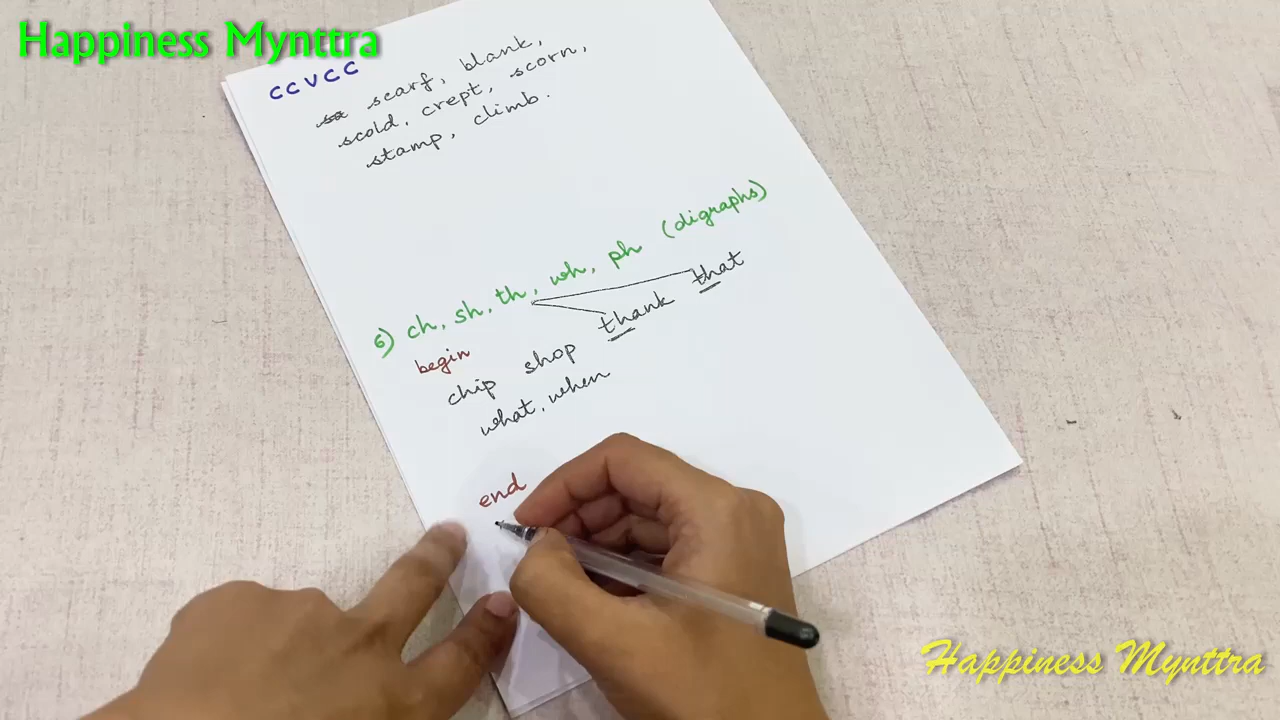 Happiness Mynttra
CCVCC
scarf, blank,
scold, crept, scorn,
stamp, climb.
6) ch, sh, th, wh, ph (digraphs)
begin
chip shop thank that
what, when
end
Happiness Mynttra